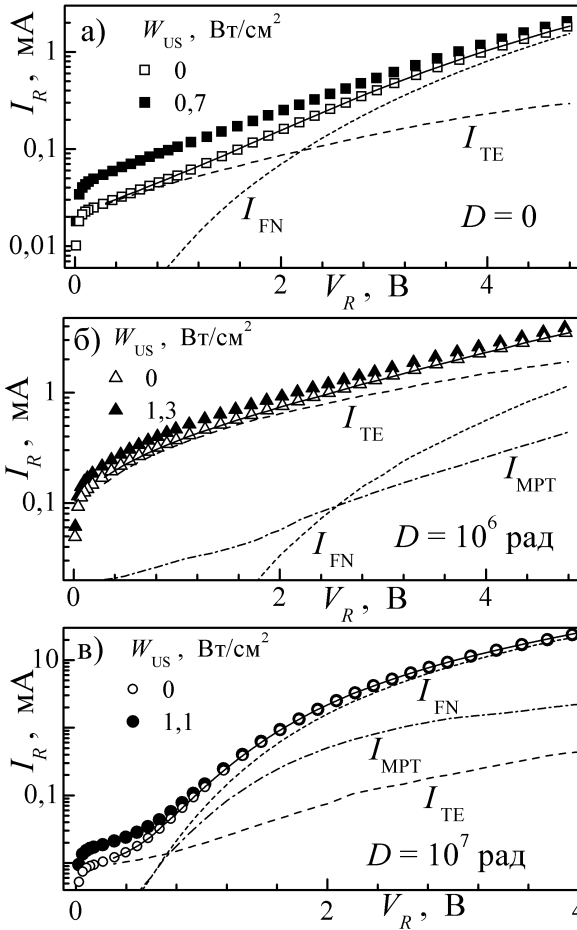 а) W_US , Вт/см²
0
0,7
I_R , мА
1
0,1
0,01
I_TE
I_FN
D = 0
0 2 4
V_R , В
б) W_US , Вт/см²
0
1,3
I_R , мА
1
0,1
I_TE
I_MPT
I_FN
D = 10⁶ рад
0 2 4
V_R , В
в) W_US , Вт/см²
0
1,1
I_R , мА
10
1
0,1
I_FN
I_MPT
I_TE
D = 10⁷ рад
0 2 4
V_R , В